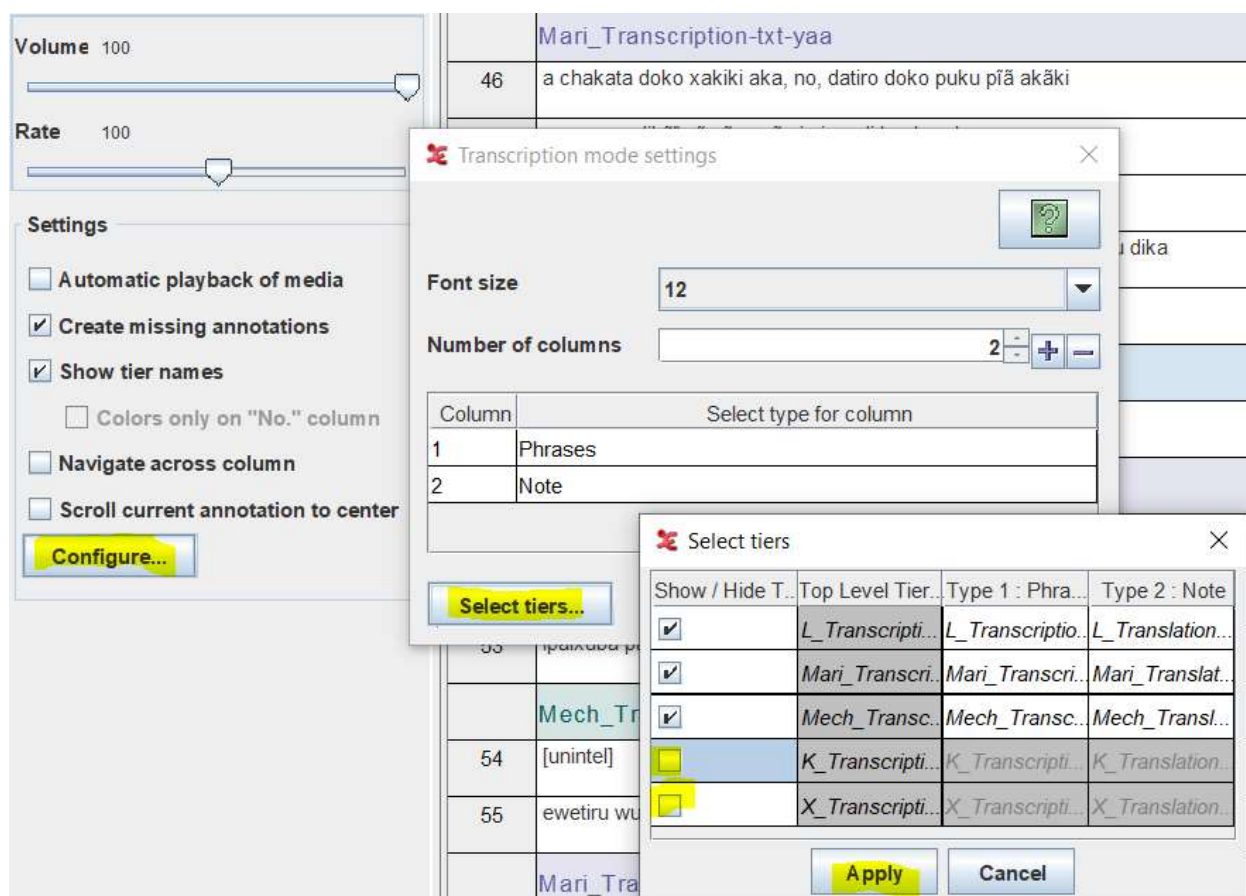 Volume 100
Rate 100
Settings
Automatic playback of media
Create missing annotations
Show tier names
Colors only on "No." column
Navigate across column
Scroll current annotation to center
Configure...
Mari_Transcription-txt-yaa
46 a chakata doko xakiki aka, no, datiro doko puku pĩã akãki
dika
53
Mech_Tr
54 [unintel]
55 ewetiru wu
Mari_Tra
Transcription mode settings
Font size 12
Number of columns 2
Column Select type for column
1 Phrases
2 Note
Select tiers...
Select tiers
Show / Hide T... Top Level Tier... Type 1 : Phra... Type 2 : Note
L_Transcripti... L_Transcriptio... L_Translation...
Mari_Transcri... Mari_Transcri... Mari_Translat...
Mech_Transc... Mech_Transc... Mech_Transl...
K_Transcripti... K_Transcripti... K_Translation...
X_Transcripti... X_Transcripti... X_Translation...
Apply Cancel